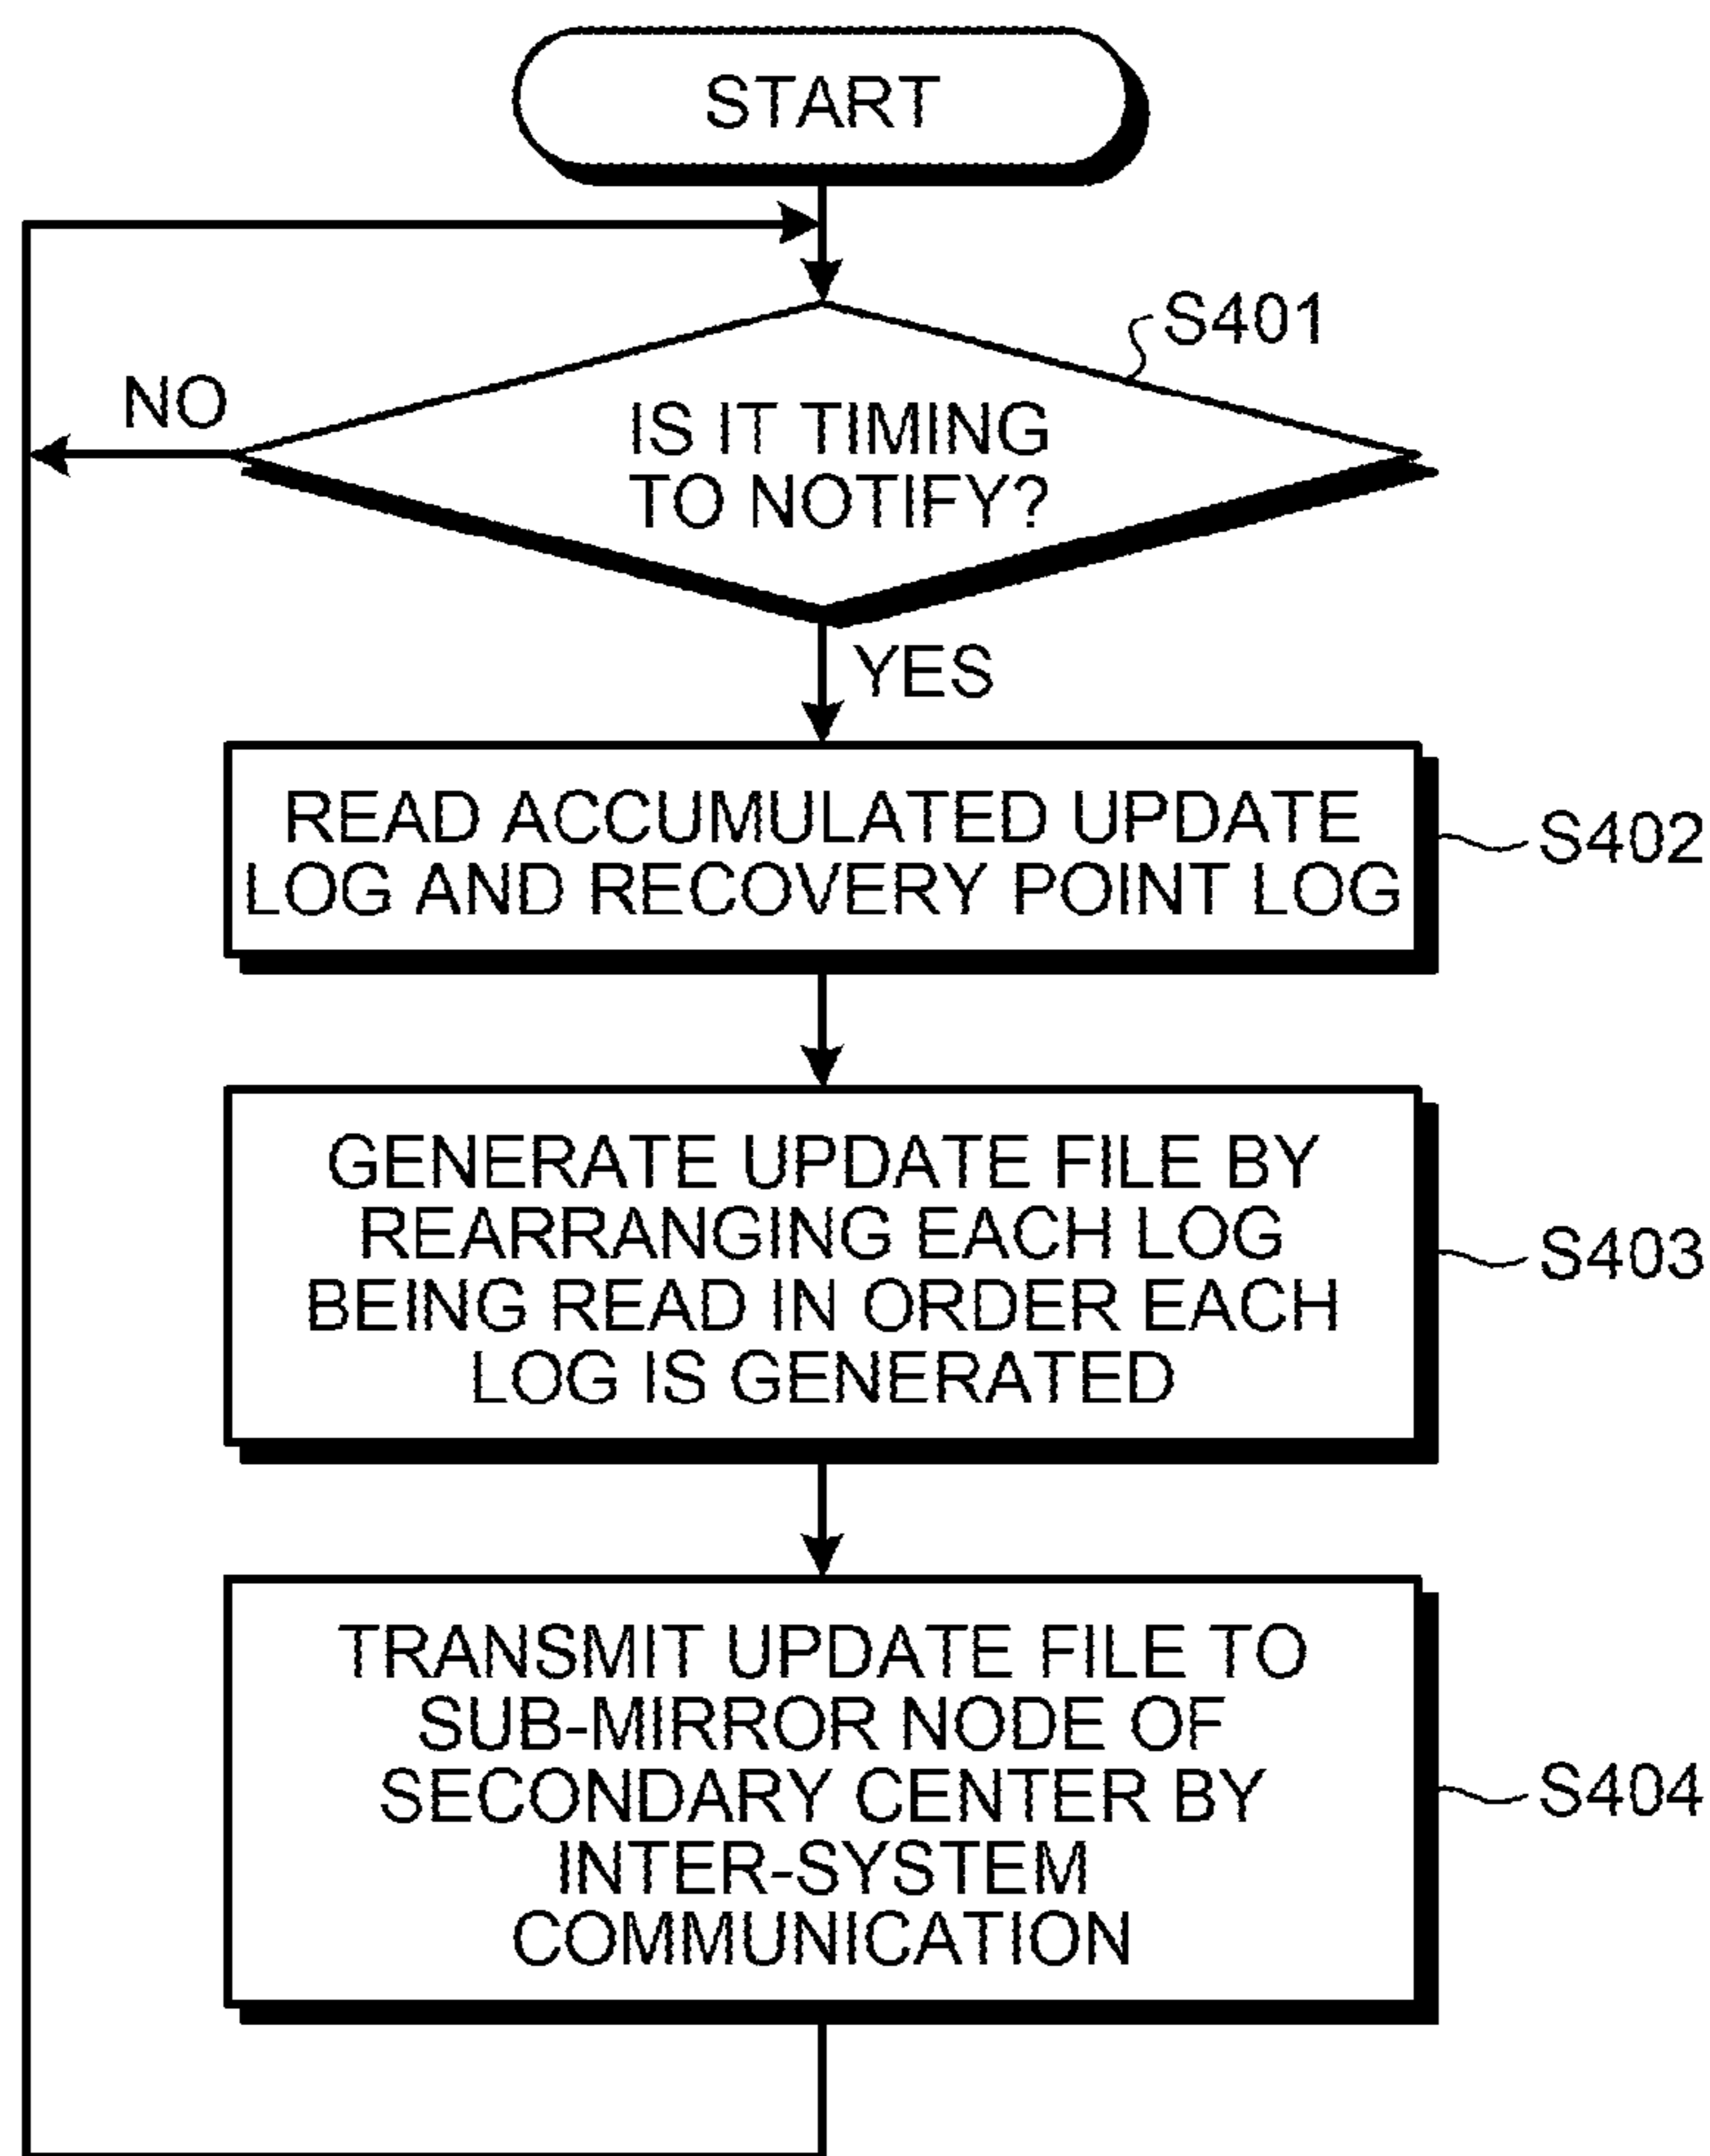 START
S401
NO
IS IT TIMING
TO NOTIFY?
YES
READ ACCUMULATED UPDATE
LOG AND RECOVERY POINT LOG
S402
GENERATE UPDATE FILE BY
REARRANGING EACH LOG
BEING READ IN ORDER EACH
LOG IS GENERATED
S403
TRANSMIT UPDATE FILE TO
SUB-MIRROR NODE OF
SECONDARY CENTER BY
INTER-SYSTEM
COMMUNICATION
S404